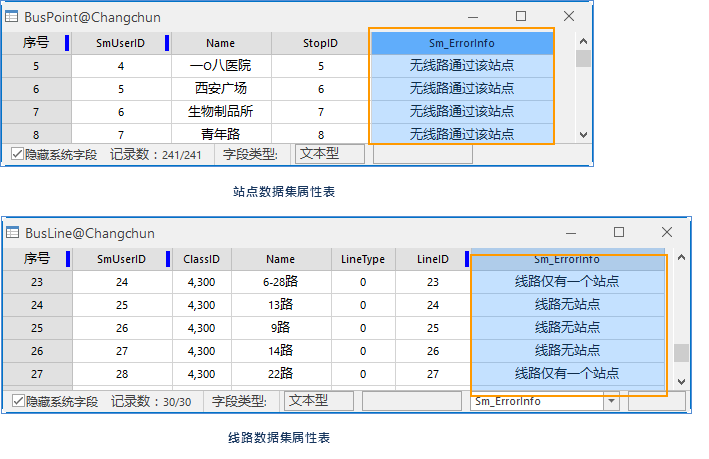 BusPoint@Changchun
序号 SmUserID Name StopID Sm_ErrorInfo
5 4 一O八医院 5 无线路通过该站点
6 5 西安广场 6 无线路通过该站点
7 6 生物制品所 7 无线路通过该站点
8 7 青年路 8 无线路通过该站点
隐藏系统字段 记录数：241/241 字段类型: 文本型
站点数据集属性表
BusLine@Changchun
序号 SmUserID ClassID Name LineType LineID Sm_ErrorInfo
23 24 4,300 6-28路 0 23 线路仅有一个站点
24 25 4,300 13路 0 24 线路无站点
25 26 4,300 9路 0 25 线路无站点
26 27 4,300 14路 0 26 线路无站点
27 28 4,300 22路 0 27 线路仅有一个站点
隐藏系统字段 记录数：30/30 字段类型: 文本型 Sm_ErrorInfo
线路数据集属性表